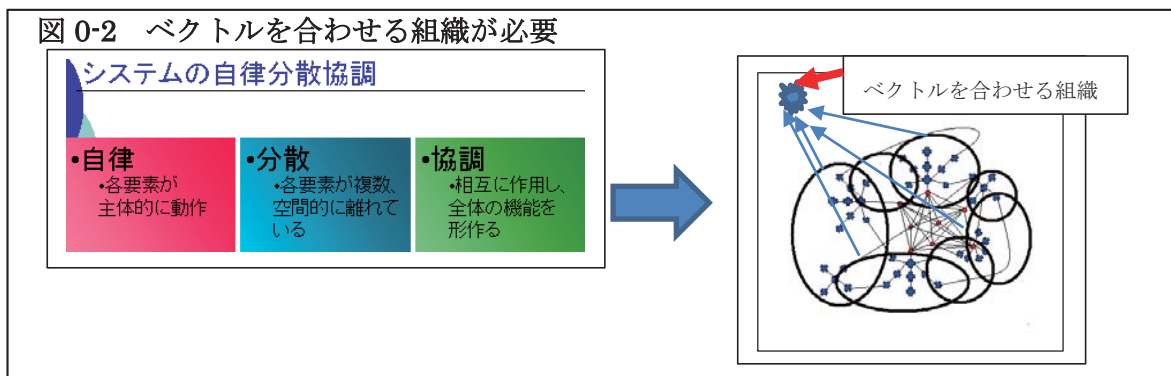 図 0-2　ベクトルを合わせる組織が必要
システムの自律分散協調
•自律
•各要素が
主体的に動作
•分散
•各要素が複数、
空間的に離れて
いる
•協調
•相互に作用し、
全体の機能を
形作る
ベクトルを合わせる組織